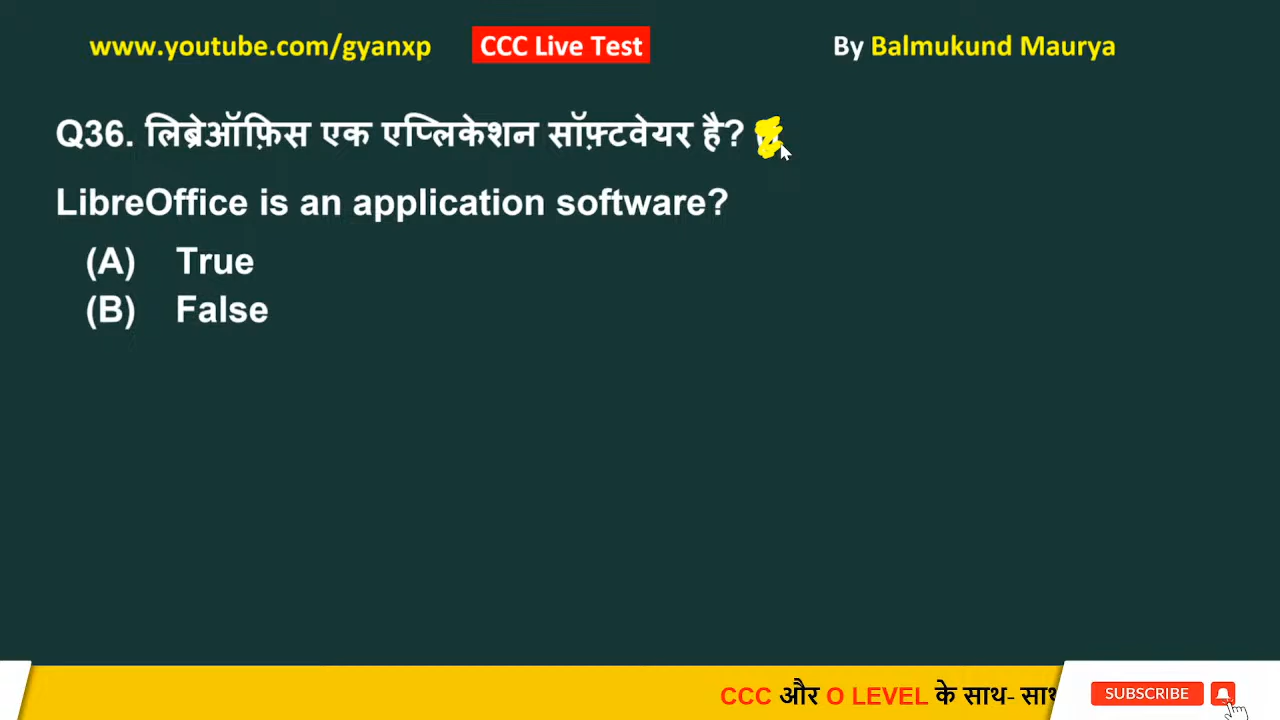 www.youtube.com/gyanxp CCC Live Test By Balmukund Maurya
Q36. लिब्रेऑफ़िस एक एप्लिकेशन सॉफ़्टवेयर है?
LibreOffice is an application software?
(A) True
(B) False
CCC और O LEVEL के साथ- साथ
SUBSCRIBE